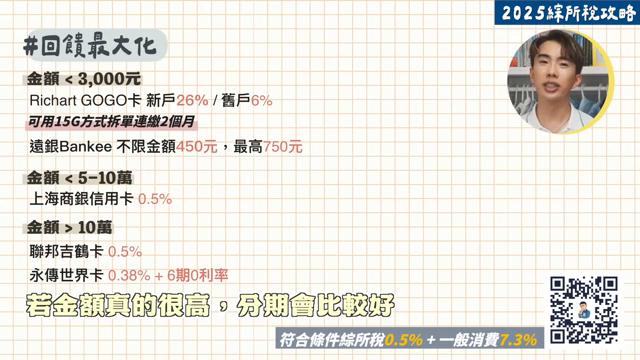 2025綜所稅攻略
#回饋最大化
金額 < 3,000元
Richart GOGO卡 新戶26% / 舊戶6%
可用15G方式拆單連繳2個月
遠銀Bankee 不限金額450元，最高750元
金額 < 5-10萬
上海商銀信用卡 0.5%
金額 > 10萬
聯邦吉鶴卡 0.5%
永傳世界卡 0.38% + 6期0利率
若金額真的很高，分期會比較好
符合條件綜所稅0.5% + 一般消費7.3%